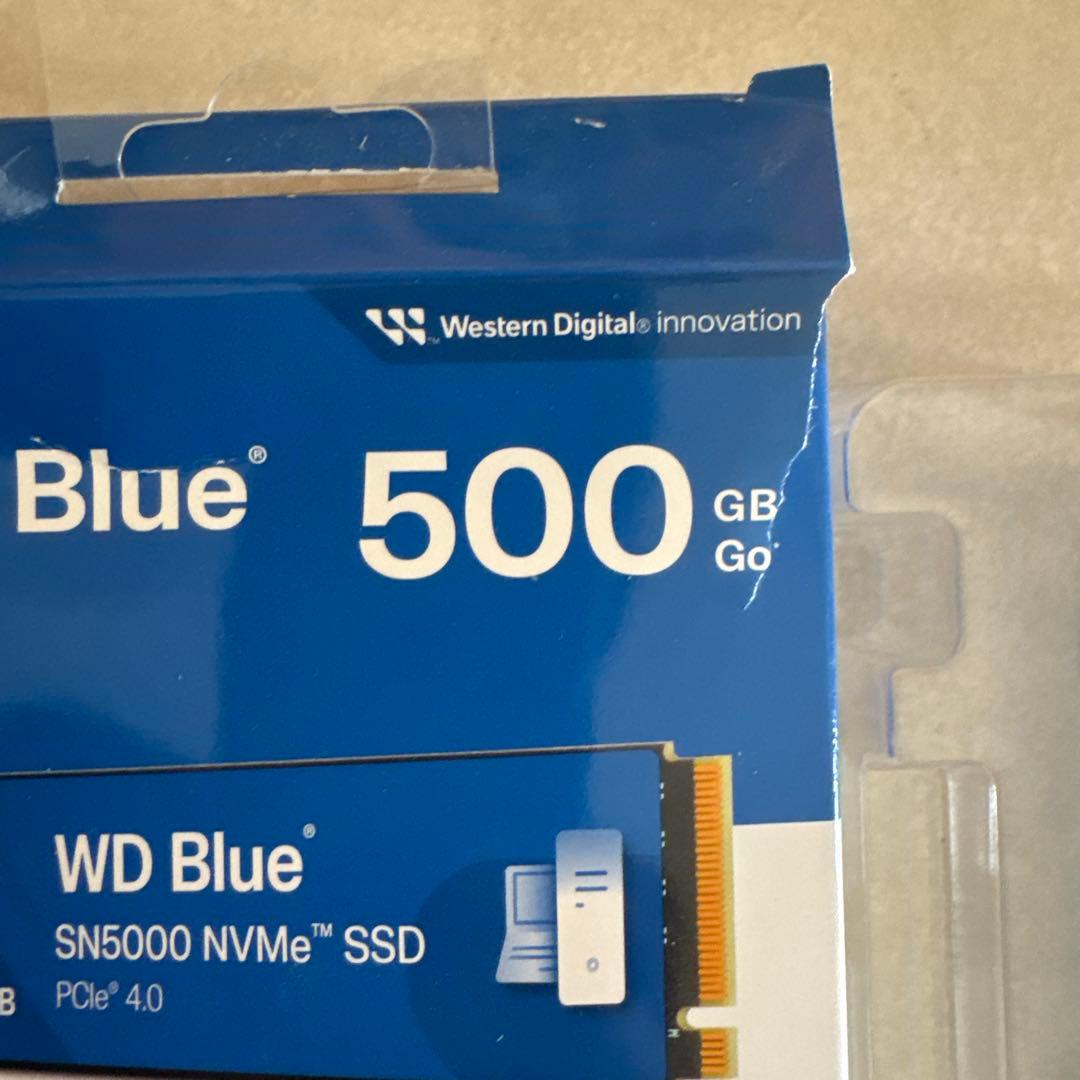 Western Digital® innovation
Blue®
500
GB
Go
WD Blue®
SN5000 NVMe™ SSD
PCIe® 4.0
B
M